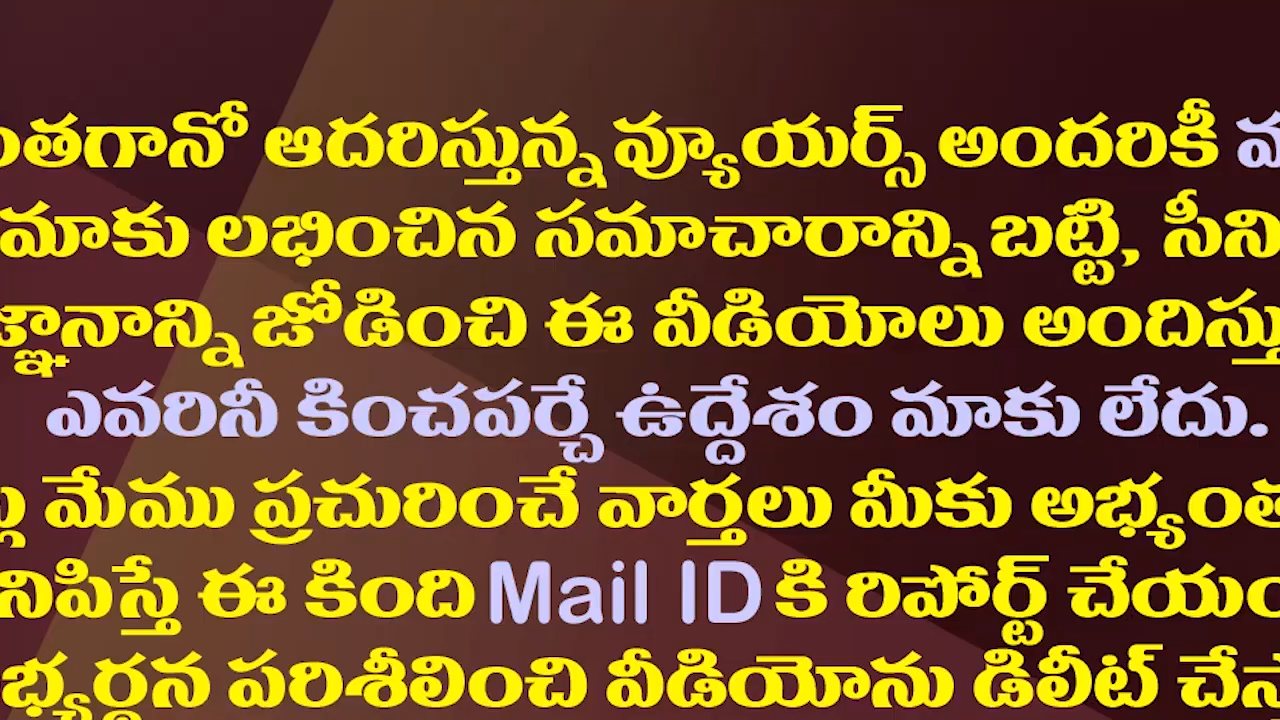 ంతగానో ఆదరిస్తున్న వ్యూయర్స్ అందరికీ
మాకు లభించిన సమాచారాన్ని బట్టి, సీని
జ్ఞానాన్ని జోడించి ఈ వీడియోలు అందిస్తు
ఎవరినీ కించపర్చే ఉద్దేశం మాకు లేదు.
మేము ప్రచురించే వార్తలు మీకు అభ్యంత
నిపిస్తే ఈ కింది Mail ID కి రిపోర్ట్ చేయం
భ్యర్థన పరిశీలించి వీడియోను డిలీట్ చేస